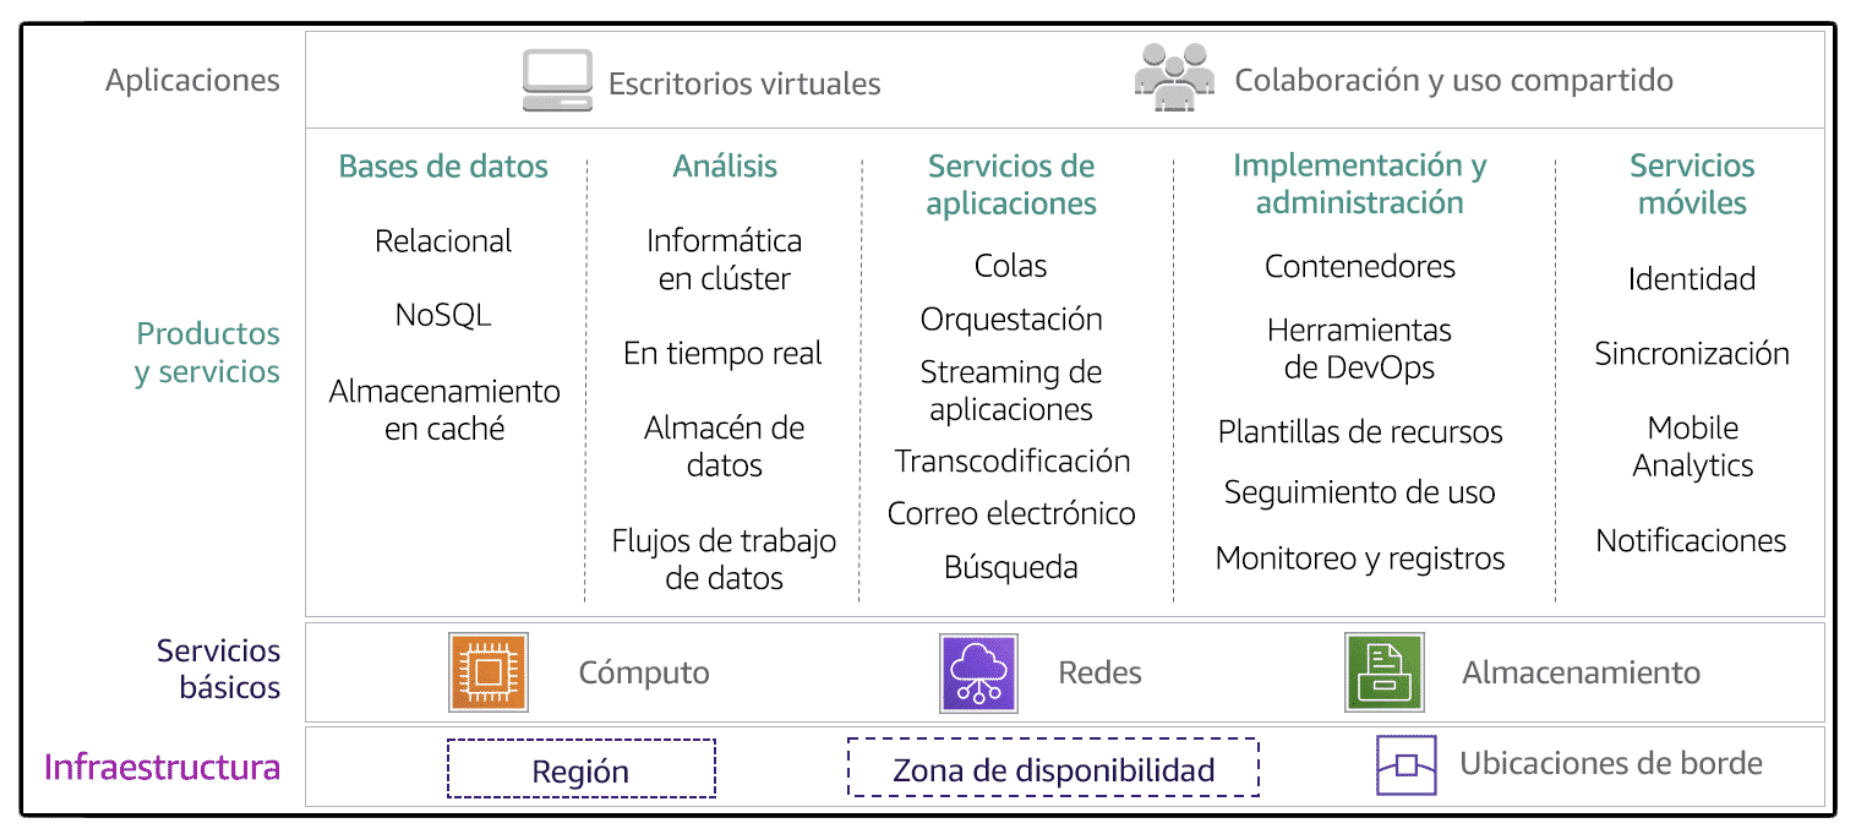 Aplicaciones
Escritorios virtuales
Colaboración y uso compartido
Productos
y servicios
Bases de datos
Relacional
NoSQL
Almacenamiento
en caché
Análisis
Informática
en clúster
En tiempo real
Almacén de
datos
Flujos de trabajo
de datos
Servicios de
aplicaciones
Colas
Orquestación
Streaming de
aplicaciones
Transcodificación
Correo electrónico
Búsqueda
Implementación y
administración
Contenedores
Herramientas
de DevOps
Plantillas de recursos
Seguimiento de uso
Monitoreo y registros
Servicios
móviles
Identidad
Sincronización
Mobile
Analytics
Notificaciones
Servicios
básicos
Cómputo
Redes
Almacenamiento
Infraestructura
Región
Zona de disponibilidad
Ubicaciones de borde